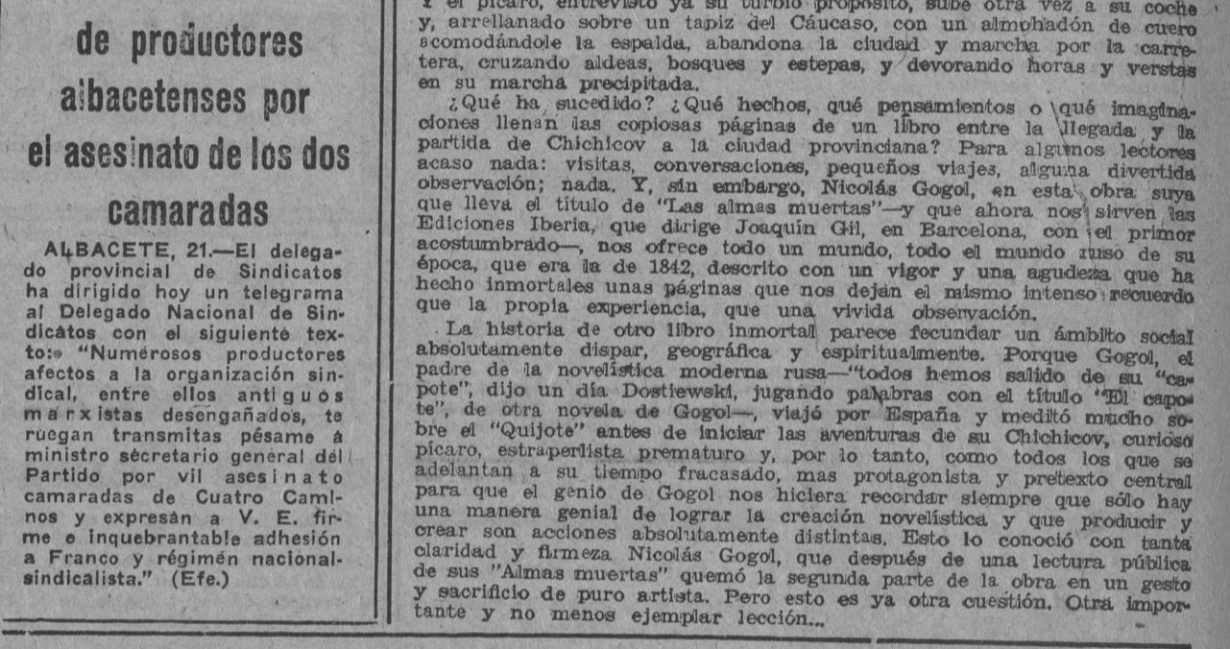 de productores
albacetenses por
el asesinato de los dos
camaradas
ALBACETE, 21.—El delega-
do provincial de Sindicatos
ha dirigido hoy un telegrama
al Delegado Nacional de Sin-
dicatos con el siguiente tex-
to: "Numerosos productores
afectos a la organización sin-
dical, entre ellos antiguos
marxistas desengañados, te
ruegan transmitas pésame a
ministro secretario general del
Partido por vil asesinato
camaradas de Cuatro Cami-
nos y expresan a V. E. fir-
me e inquebrantable adhesión
a Franco y régimen nacional-
sindicalista." (Efe.)
Y el pícaro, entrevisto ya su turbio propósito, sube otra vez a su coche
y, arrellanado sobre un tapiz del Cáucaso, con un almohadón de cuero
acomodándole la espalda, abandona la ciudad y marcha por la carre-
tera, cruzando aldeas, bosques y estepas, y devorando horas y verstas
en su marcha precipitada.
¿Qué ha sucedido? ¿Qué hechos, qué pensamientos o qué imagina-
ciones llenan las copiosas páginas de un libro entre la llegada y la
partida de Chichicov a la ciudad provinciana? Para algunos lectores
acaso nada: visitas, conversaciones, pequeños viajes, alguna divertida
observación; nada. Y, sin embargo, Nicolás Gogol, en esta obra suya
que lleva el título de "Las almas muertas"—y que ahora nos sirven las
Ediciones Iberia, que dirige Joaquín Gil, en Barcelona, con el primor
acostumbrado—, nos ofrece todo un mundo, todo el mundo ruso de su
época, que era la de 1842, descrito con un vigor y una agudeza que ha
hecho inmortales unas páginas que nos dejan el mismo intenso recuerdo
que la propia experiencia, que una vivida observación.
La historia de otro libro inmortal parece fecundar un ámbito social
absolutamente dispar, geográfica y espiritualmente. Porque Gogol, el
padre de la novelística moderna rusa—"todos hemos salido de su "ca-
pote", dijo un día Dostiewski, jugando palabras con el título "El capo-
te", de otra novela de Gogol—, viajó por España y meditó mucho so-
bre el "Quijote" antes de iniciar las aventuras de su Chichicov, curioso
pícaro, estraperlista prematuro y, por lo tanto, como todos los que se
adelantan a su tiempo fracasado, mas protagonista y pretexto central
para que el genio de Gogol nos hiciera recordar siempre que sólo hay
una manera genial de lograr la creación novelística y que producir y
crear son acciones absolutamente distintas. Esto lo conoció con tanta
claridad y firmeza Nicolás Gogol, que después de una lectura pública
de sus "Almas muertas" quemó la segunda parte de la obra en un gesto
y sacrificio de puro artista. Pero esto es ya otra cuestión. Otra impor-
tante y no menos ejemplar lección...